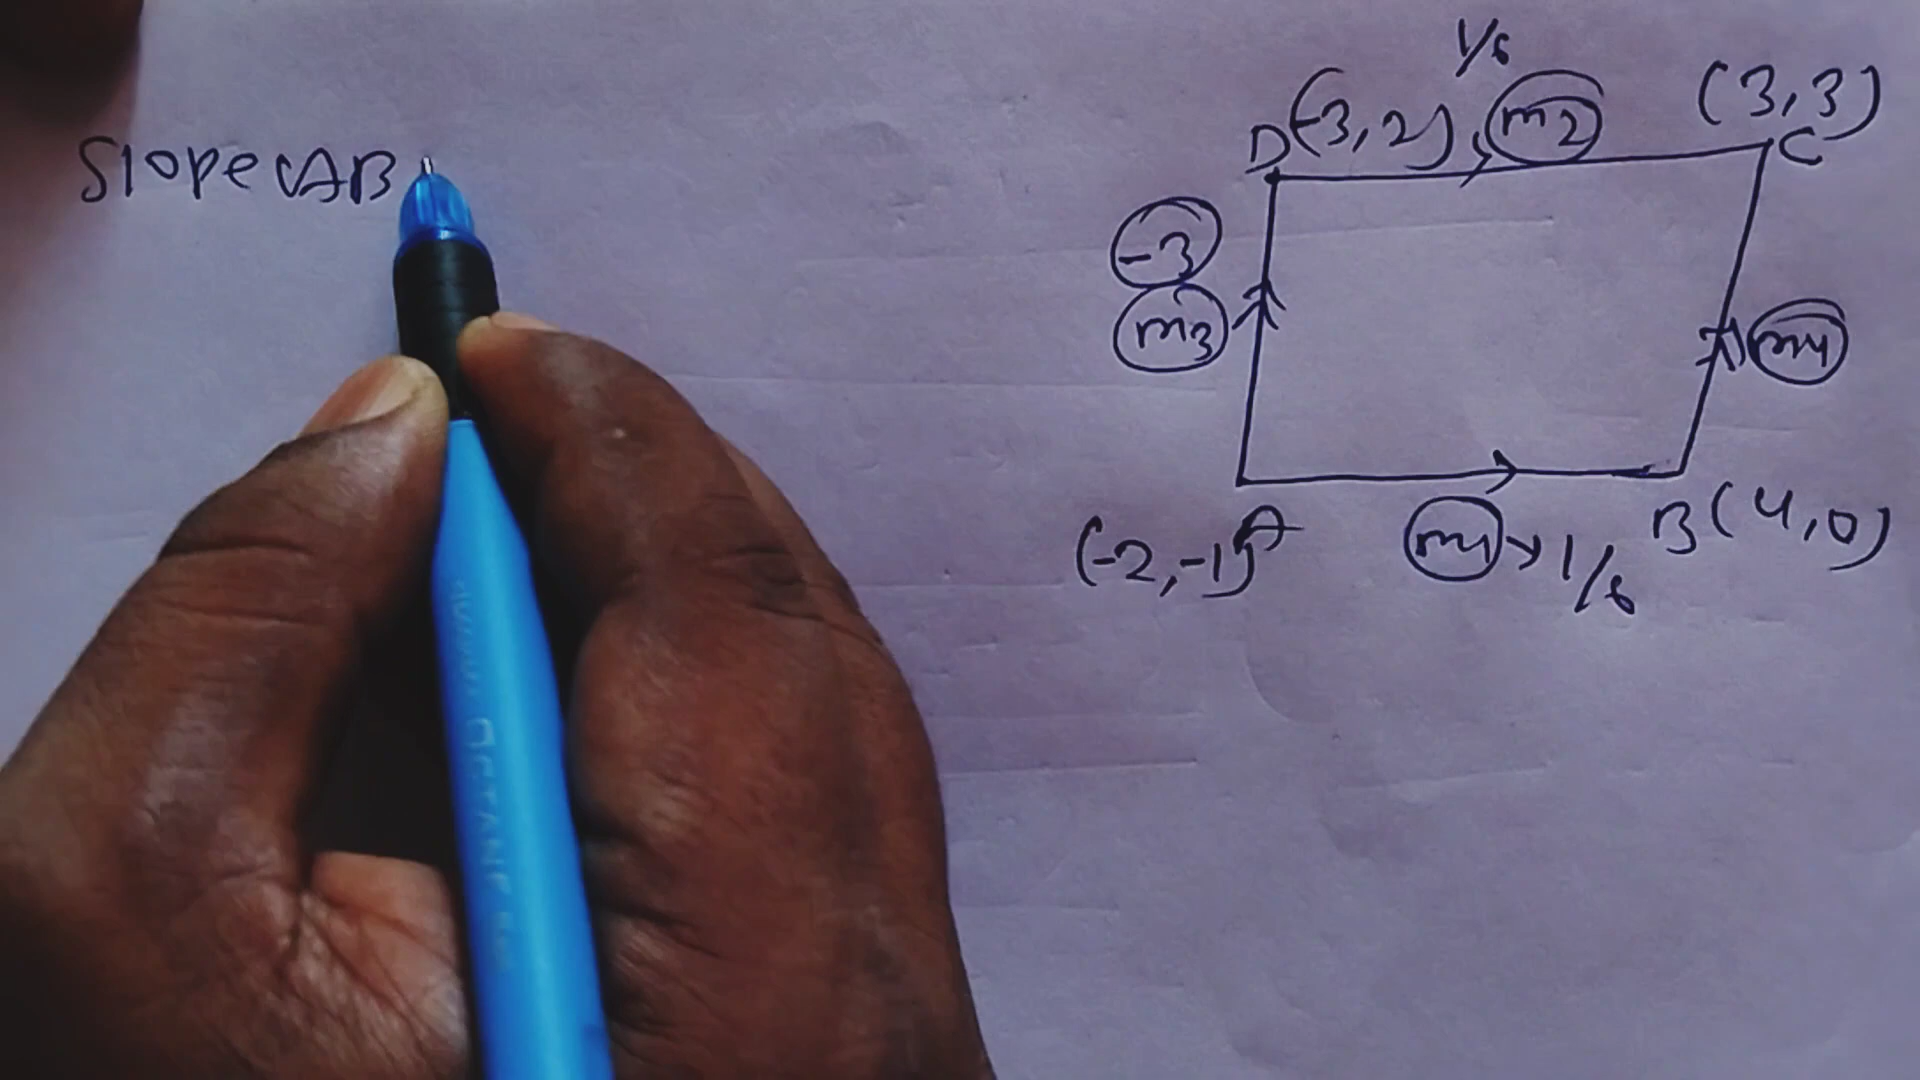 Slope AB
1/6
D(-3,2) m2 (3,3)
C
-3
m3
m4
(-2,-1)A
m1 → 1/6
B(4,0)
OCTANE